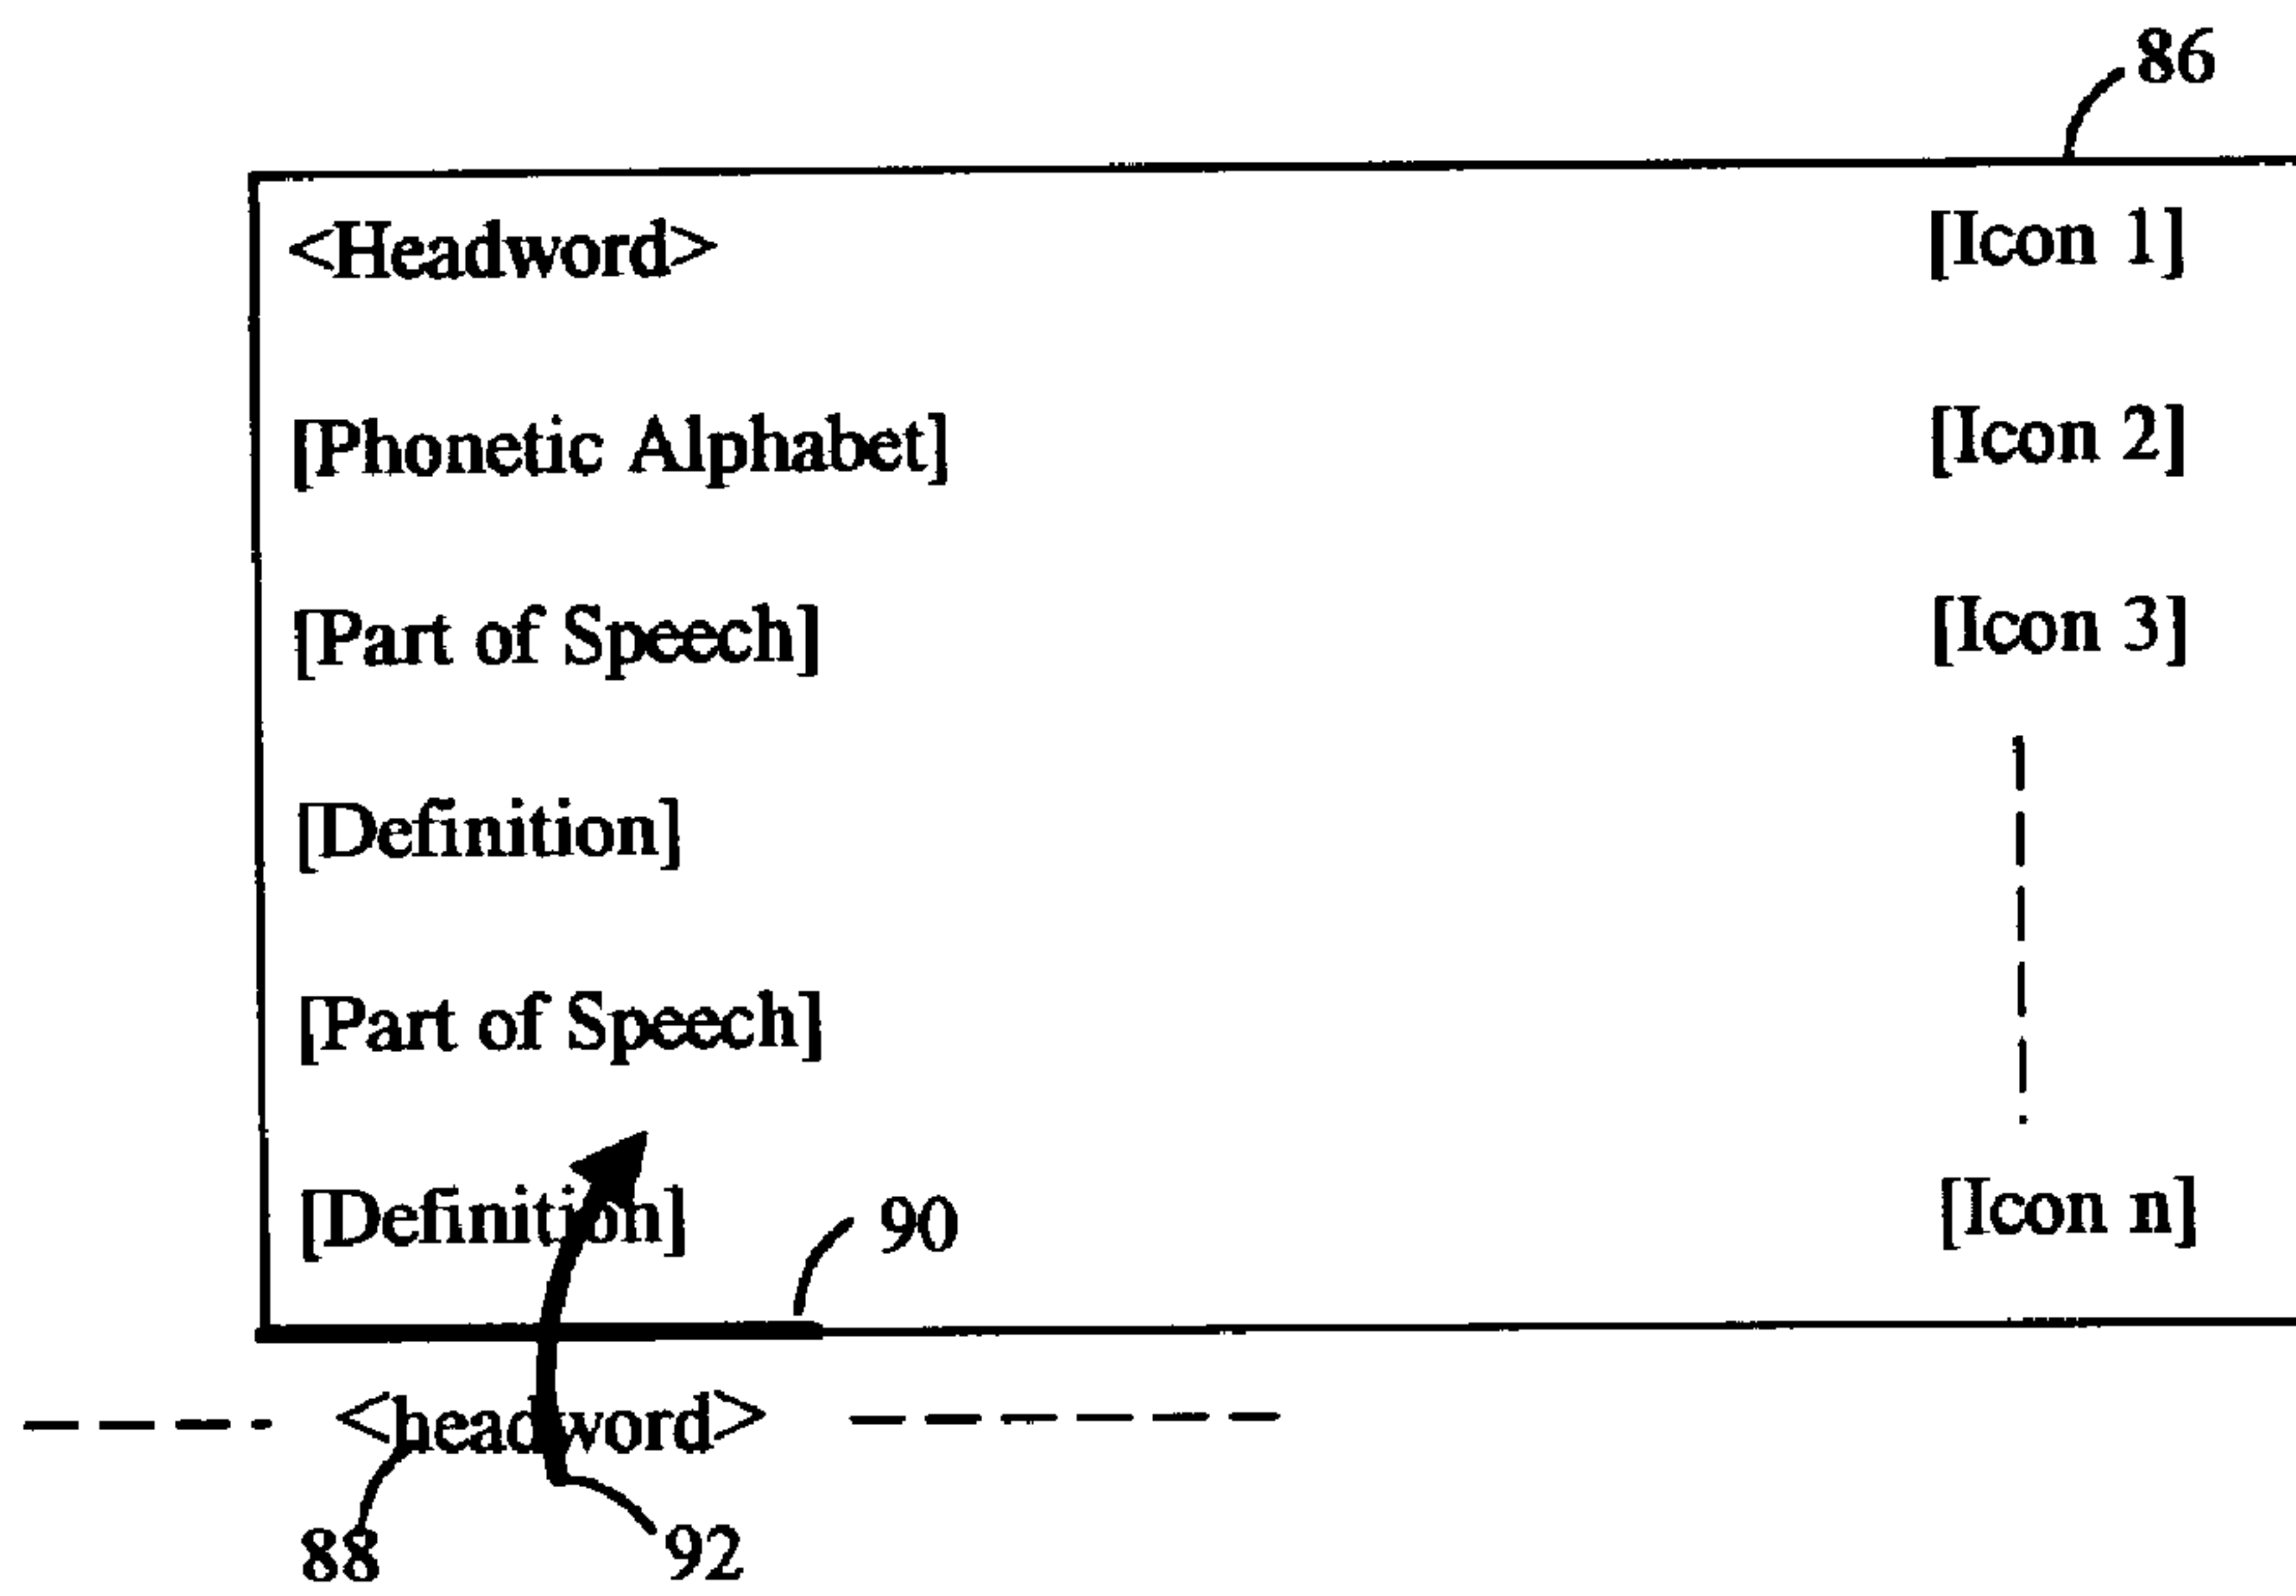 86
<Headword> [Icon 1]
[Phonetic Alphabet] [Icon 2]
[Part of Speech] [Icon 3]
[Definition]
[Part of Speech]
[Definition] 90 [Icon n]
<headword>
88 92